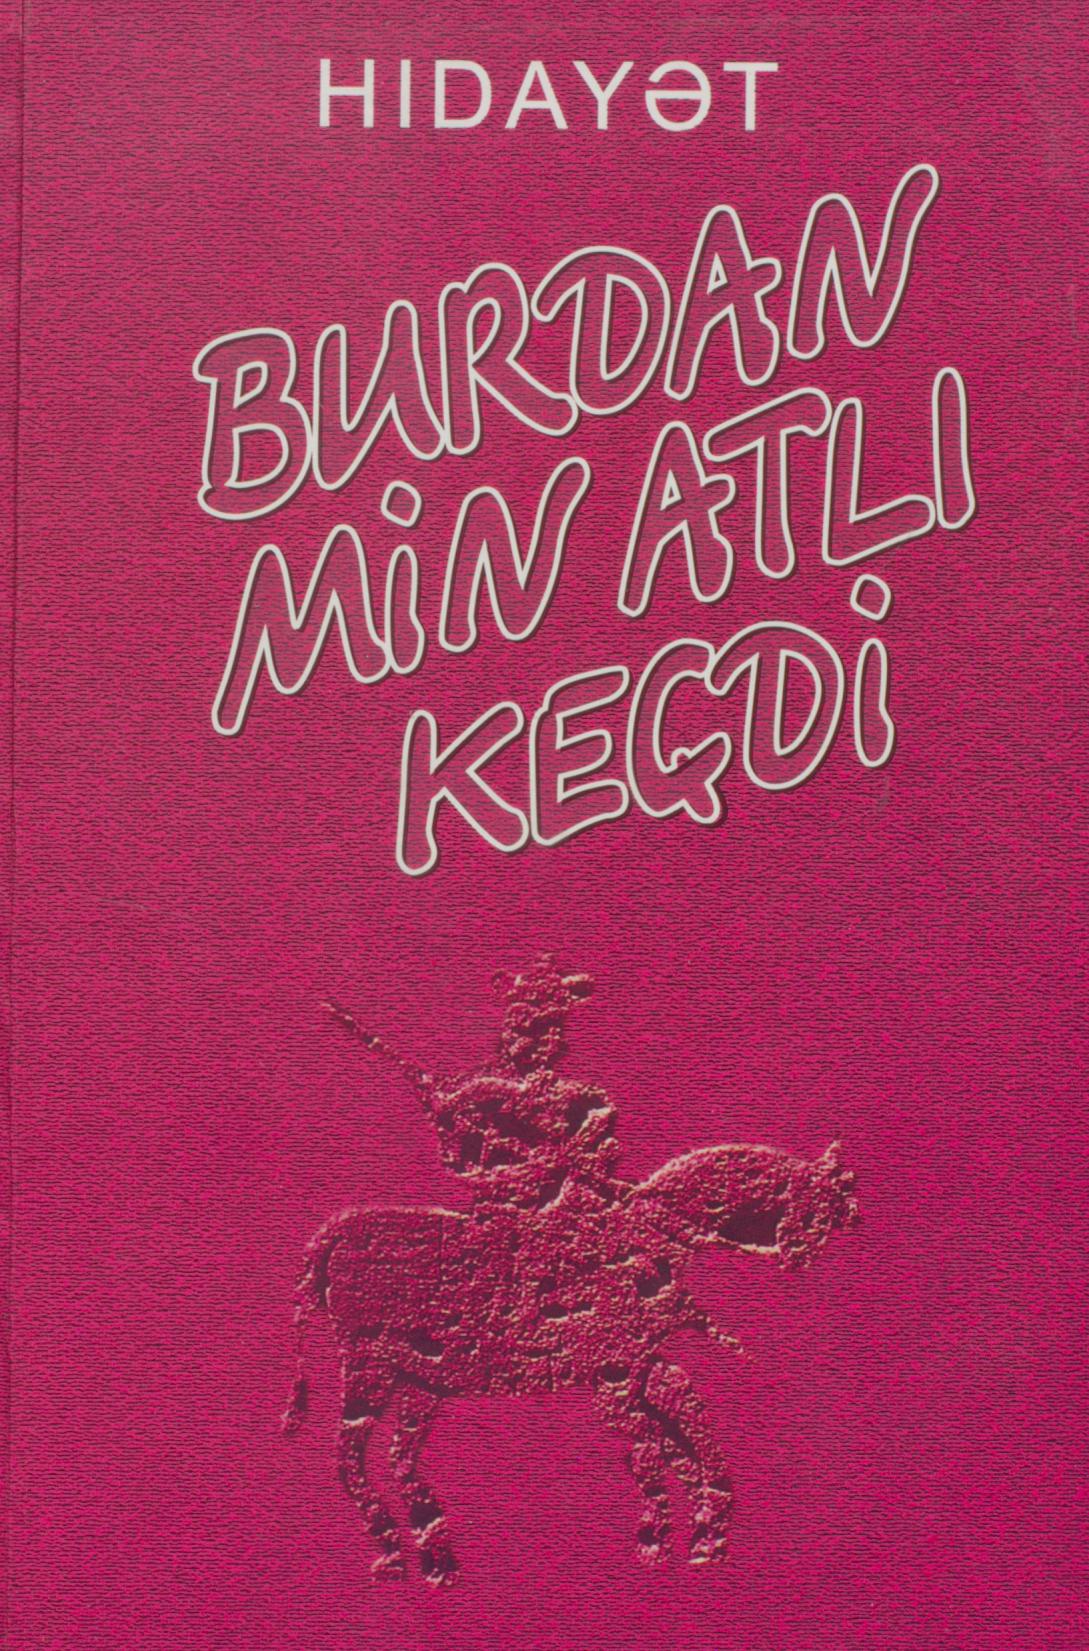 HIDAYƏT
BURDAN
MİN ATLI
KEÇDİ